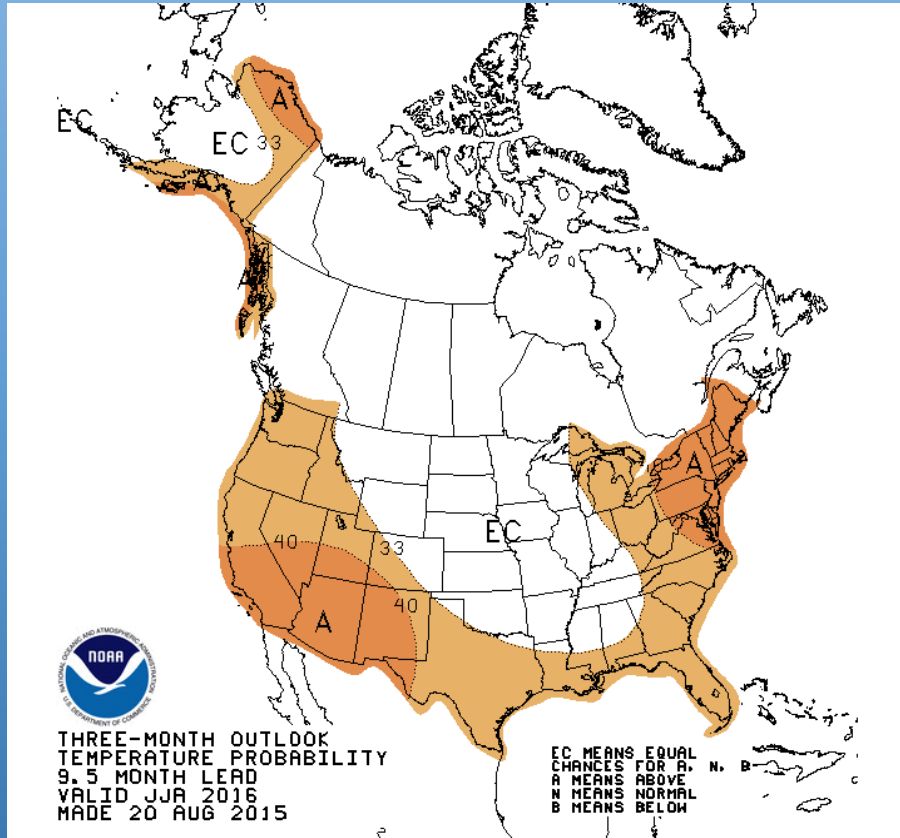 A
EC
EC 33
A
A
A
EC
40
33
40
A
NATIONAL OCEANIC AND ATMOSPHERIC ADMINISTRATION
NOAA
U.S. DEPARTMENT OF COMMERCE
THREE-MONTH OUTLOOK
TEMPERATURE PROBABILITY
9.5 MONTH LEAD
VALID JJA 2016
MADE 20 AUG 2015
EC MEANS EQUAL
CHANCES FOR A, N, B
A MEANS ABOVE
N MEANS NORMAL
B MEANS BELOW